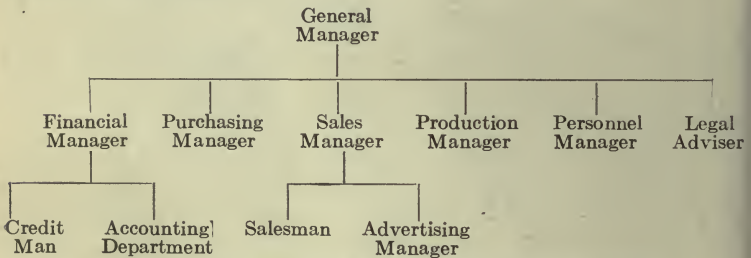 General
Manager
Financial Purchasing Sales Production Personnel Legal
Manager Manager Manager Manager Manager Adviser
Credit Accounting Salesman Advertising
Man Department Manager